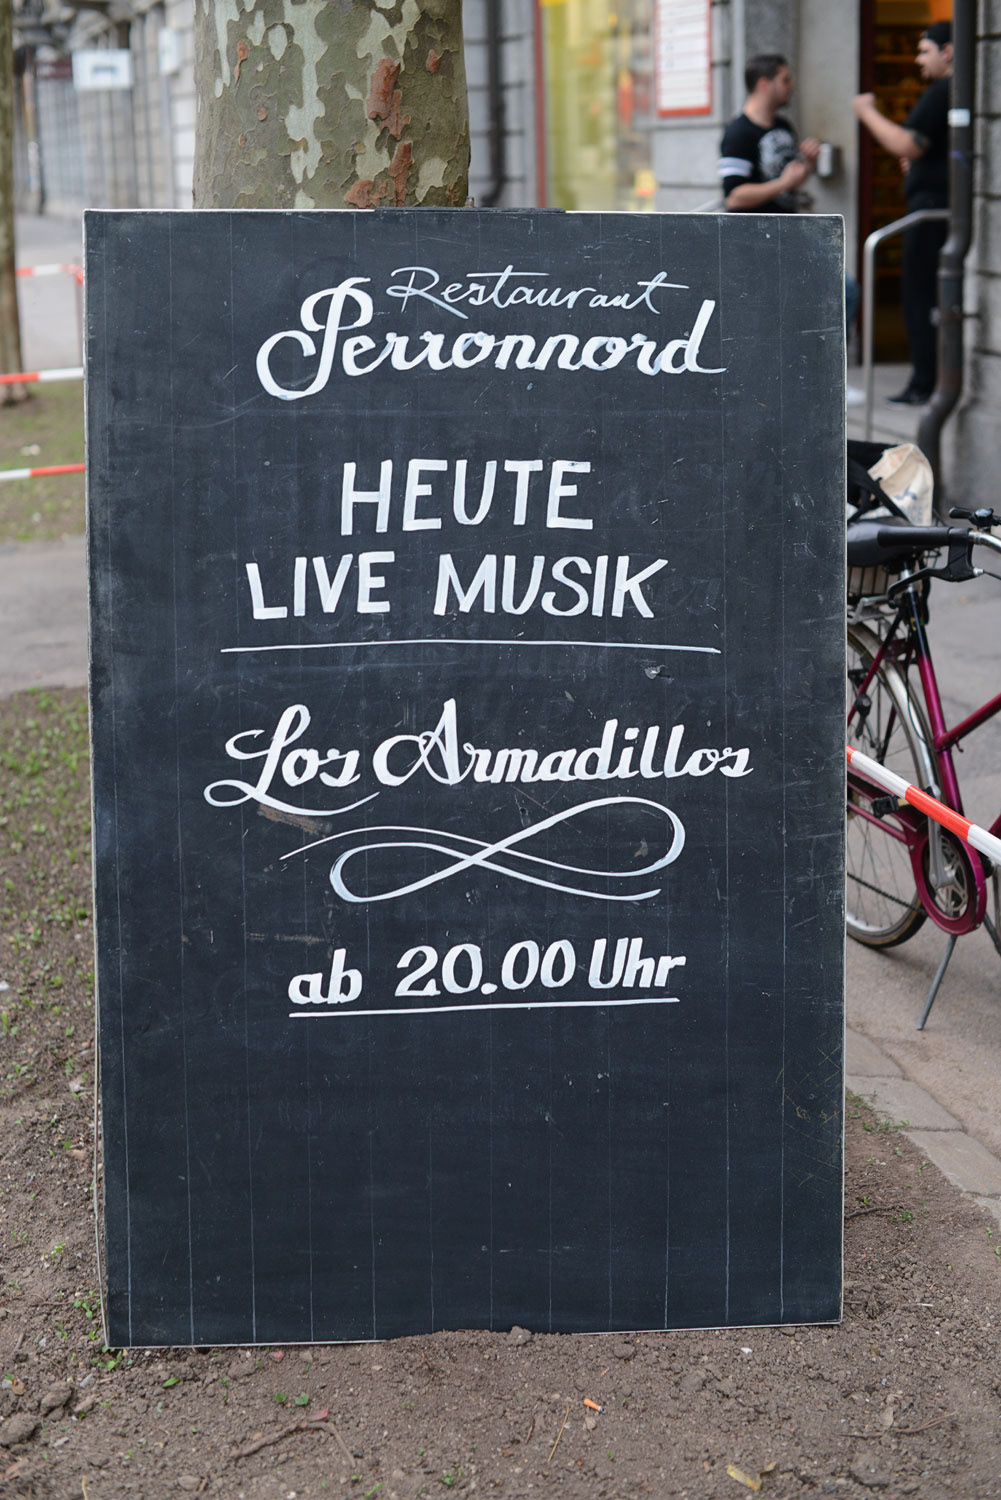 Restaurant
Perronnord
HEUTE
LIVE MUSIK
Los Armadillos
ab 20.00 Uhr